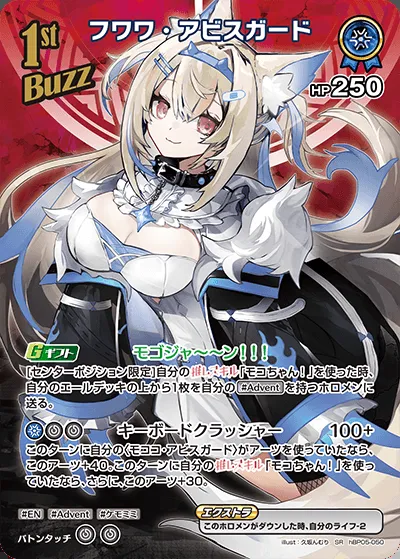 1st
Buzz
フワワ・アビスガード
HP250
Gギフト モゴジャ〜〜ン!!!
[センターポジション限定]自分の推しスキル「モコちゃん!」を使った時、
自分のエールデッキの上から1枚を自分の #Advent を持つホロメンに
送る。
キーボードクラッシャー 100+
このターンに自分の〈モココ・アビスガード〉がアーツを使っていたなら、
このアーツ+40。このターンに自分の推しスキル「モコちゃん!」を使っ
ていたなら、さらに、このアーツ+30。
#EN #Advent #ケモミミ
エクストラ
このホロメンがダウンした時、自分のライフ-2
バトンタッチ
illust:久坂んむり SR hBP05-050